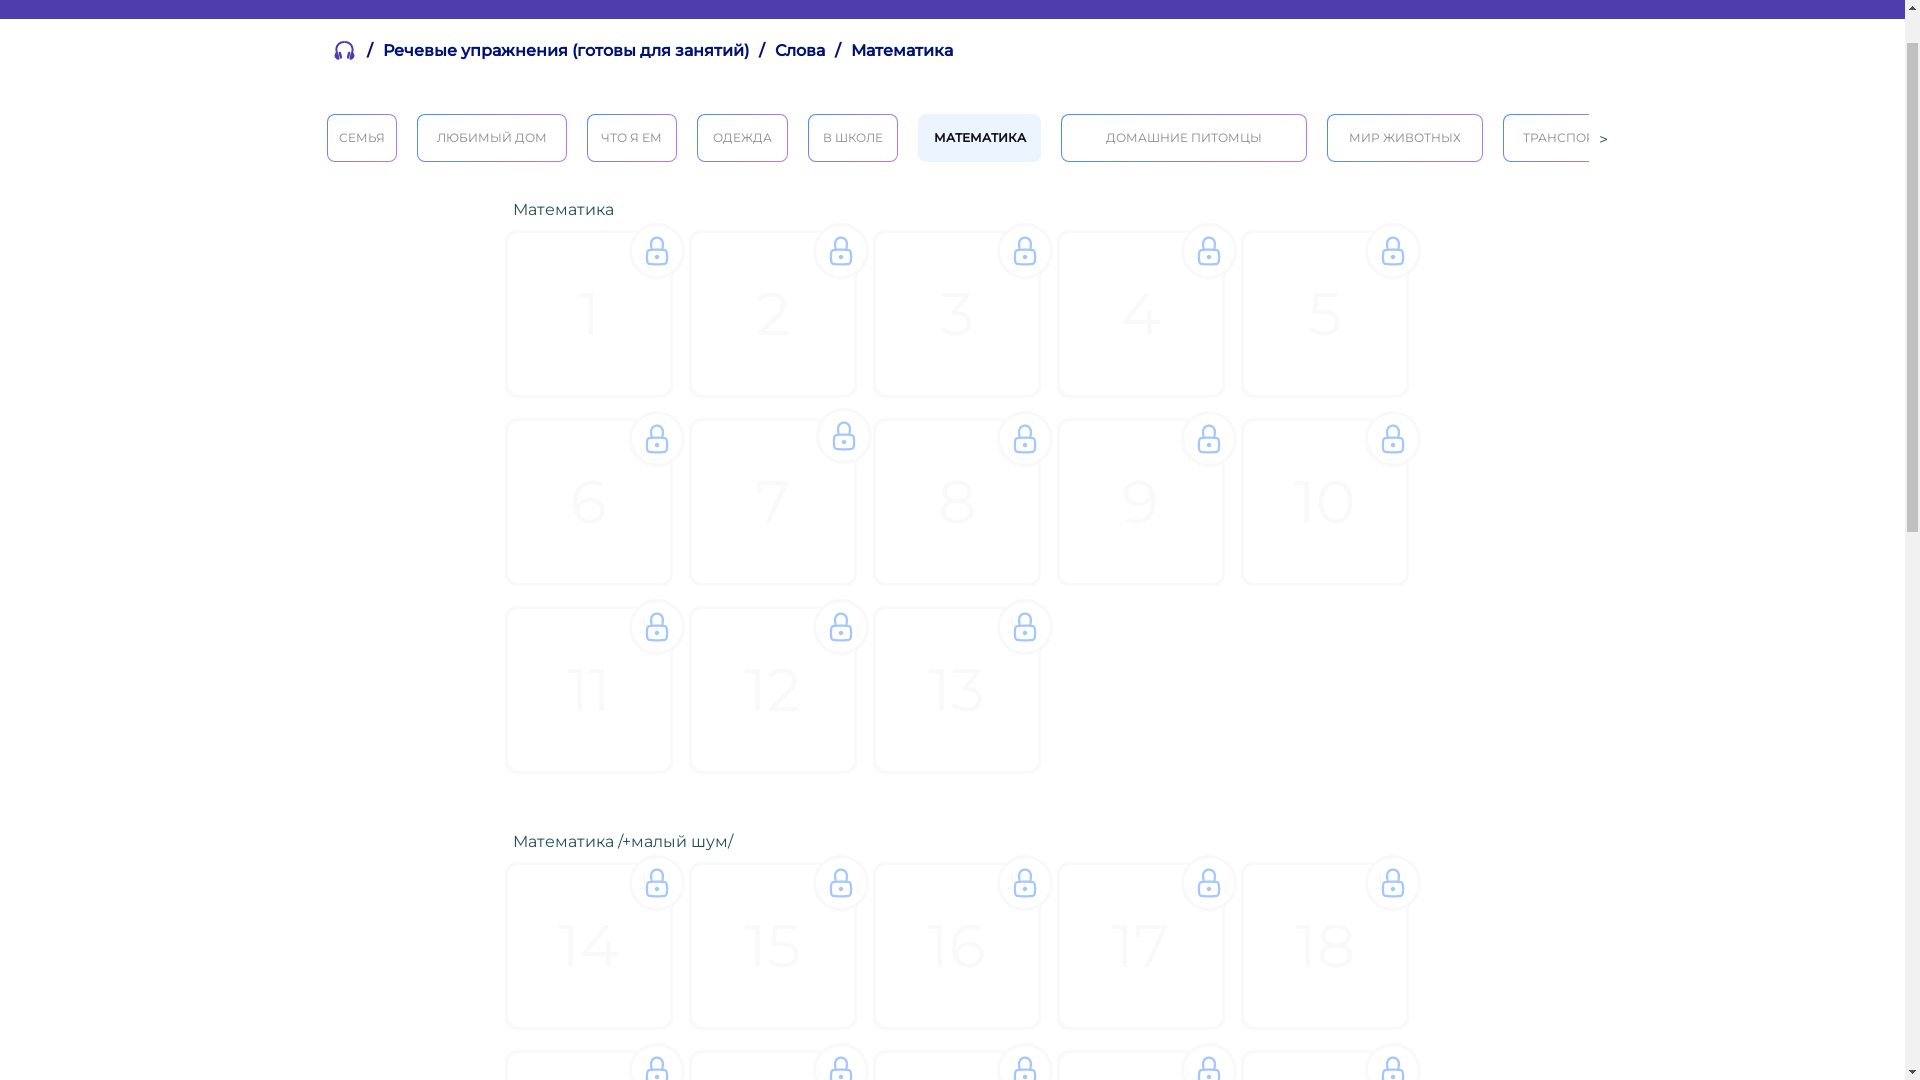 / Речевые упражнения (готовы для занятий) / Слова / Математика
СЕМЬЯ ЛЮБИМЫЙ ДОМ ЧТО Я ЕМ ОДЕЖДА В ШКОЛЕ МАТЕМАТИКА ДОМАШНИЕ ПИТОМЦЫ МИР ЖИВОТНЫХ >
Математика
1 2 3 4 5
6 7 8 9 10
11 12 13
Математика /+малый шум/
14 15 16 17 18